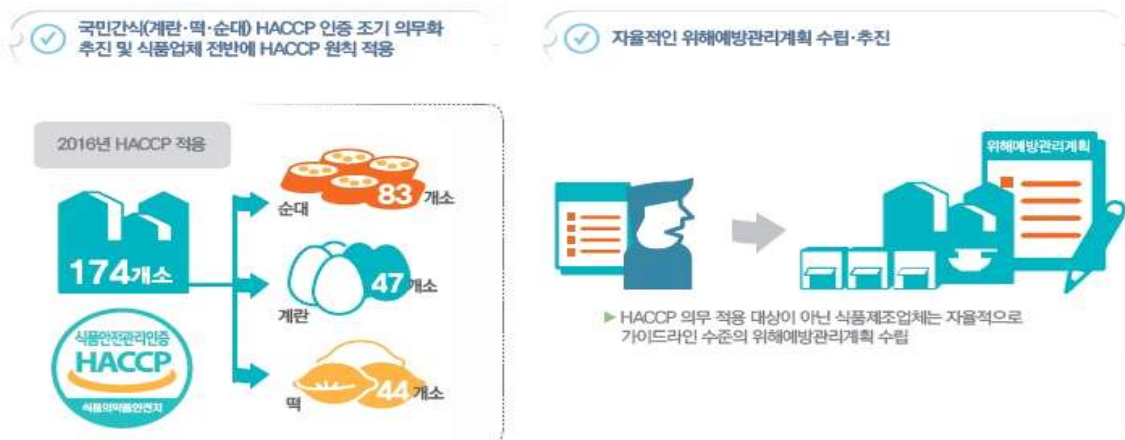 국민간식(계란·떡·순대) HACCP 인증 조기 의무화
추진 및 식품업체 전반에 HACCP 원칙 적용
2016년 HACCP 적용
174개소
순대
83 개소
계란
47 개소
떡
44 개소
식품안전관리인증
HACCP
식품의약품안전처
자율적인 위해예방관리계획 수립·추진
위해예방관리계획
▶ HACCP 의무 적용 대상이 아닌 식품제조업체는 자율적으로
가이드라인 수준의 위해예방관리계획 수립